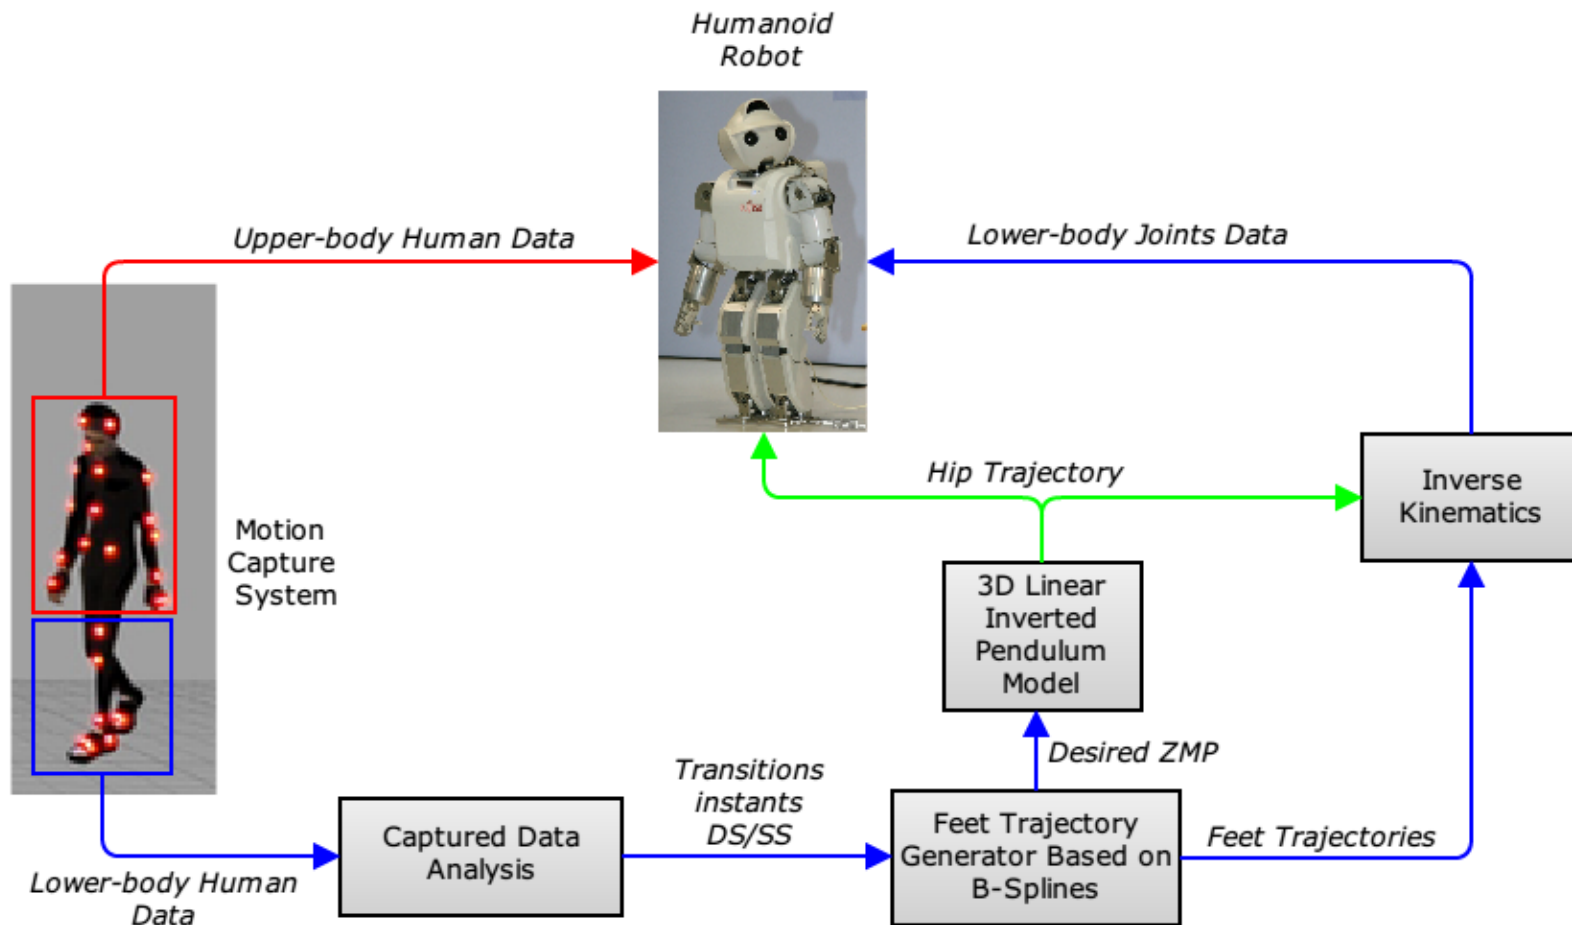 Humanoid
Robot
Upper-body Human Data
Lower-body Joints Data
Hip Trajectory
Inverse
Kinematics
Motion
Capture
System
3D Linear
Inverted
Pendulum
Model
Desired ZMP
Transitions
instants
DS/SS
Captured Data
Analysis
Feet Trajectory
Generator Based on
B-Splines
Feet Trajectories
Lower-body Human
Data